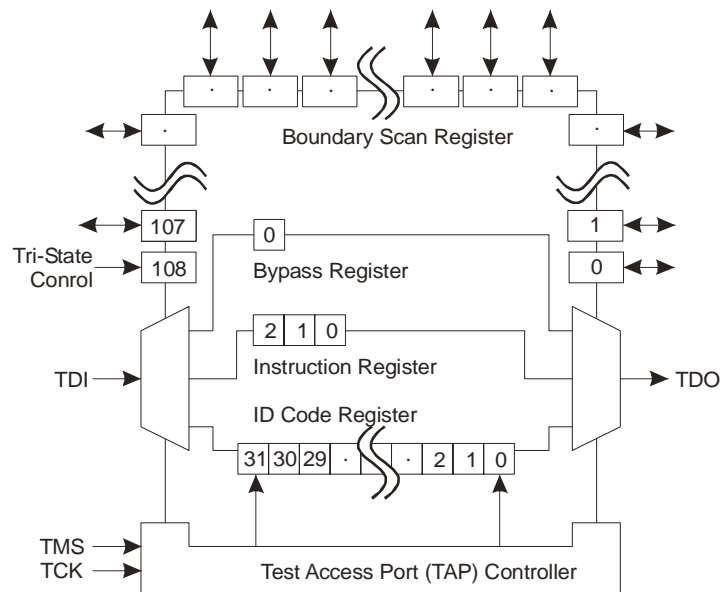 · · · · · ·
· Boundary Scan Register ·
107 1
Tri-State
Conrol
108 0
0
Bypass Register
2 1 0
TDI Instruction Register TDO
ID Code Register
31 30 29 · · · 2 1 0
TMS
TCK
Test Access Port (TAP) Controller